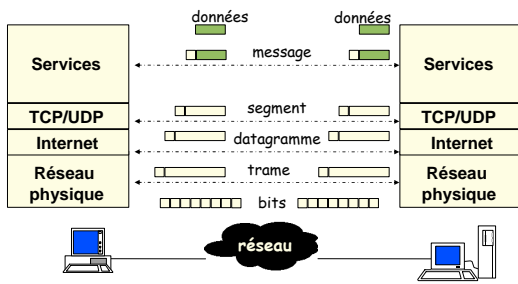 données données
Services message Services
TCP/UDP segment TCP/UDP
Internet datagramme Internet
Réseau physique trame Réseau physique
bits
réseau